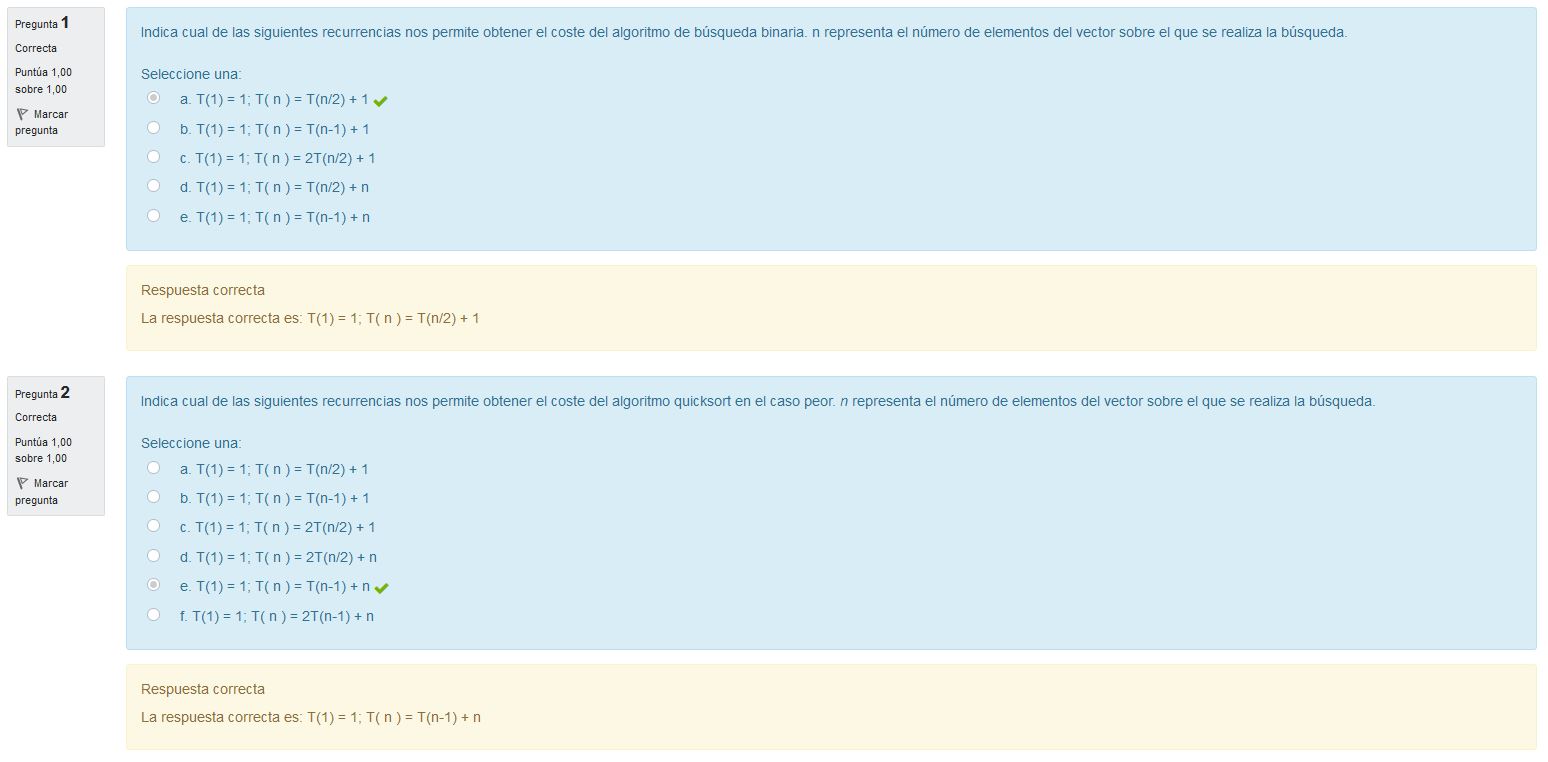 Pregunta 1
Correcta
Puntúa 1,00
sobre 1,00
Marcar
pregunta
Indica cual de las siguientes recurrencias nos permite obtener el coste del algoritmo de búsqueda binaria. n representa el número de elementos del vector sobre el que se realiza la búsqueda.
Seleccione una:
a. T(1) = 1; T( n ) = T(n/2) + 1
b. T(1) = 1; T( n ) = T(n-1) + 1
c. T(1) = 1; T( n ) = 2T(n/2) + 1
d. T(1) = 1; T( n ) = T(n/2) + n
e. T(1) = 1; T( n ) = T(n-1) + n
Respuesta correcta
La respuesta correcta es: T(1) = 1; T( n ) = T(n/2) + 1
Pregunta 2
Correcta
Puntúa 1,00
sobre 1,00
Marcar
pregunta
Indica cual de las siguientes recurrencias nos permite obtener el coste del algoritmo quicksort en el caso peor. n representa el número de elementos del vector sobre el que se realiza la búsqueda.
Seleccione una:
a. T(1) = 1; T( n ) = T(n/2) + 1
b. T(1) = 1; T( n ) = T(n-1) + 1
c. T(1) = 1; T( n ) = 2T(n/2) + 1
d. T(1) = 1; T( n ) = 2T(n/2) + n
e. T(1) = 1; T( n ) = T(n-1) + n
f. T(1) = 1; T( n ) = 2T(n-1) + n
Respuesta correcta
La respuesta correcta es: T(1) = 1; T( n ) = T(n-1) + n